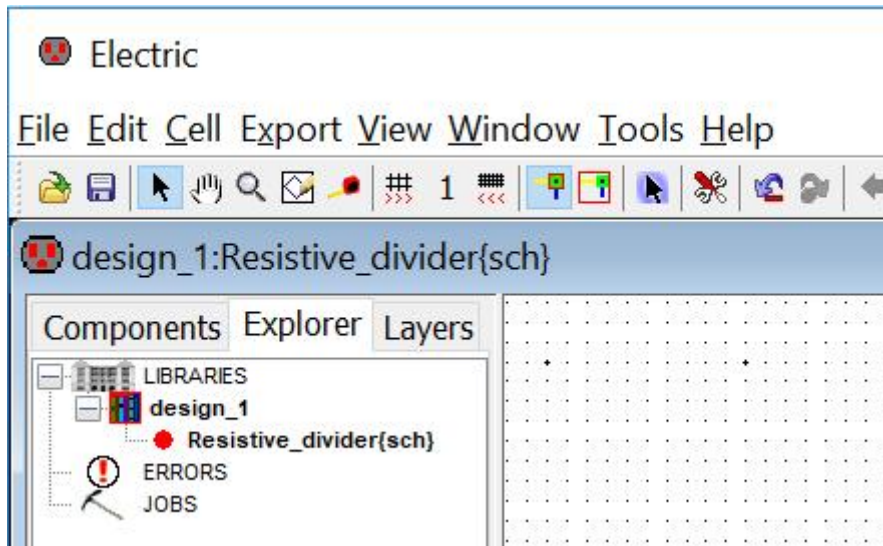 Electric
File Edit Cell Export View Window Tools Help
1
design_1:Resistive_divider{sch}
Components Explorer Layers
LIBRARIES
design_1
Resistive_divider{sch}
ERRORS
JOBS